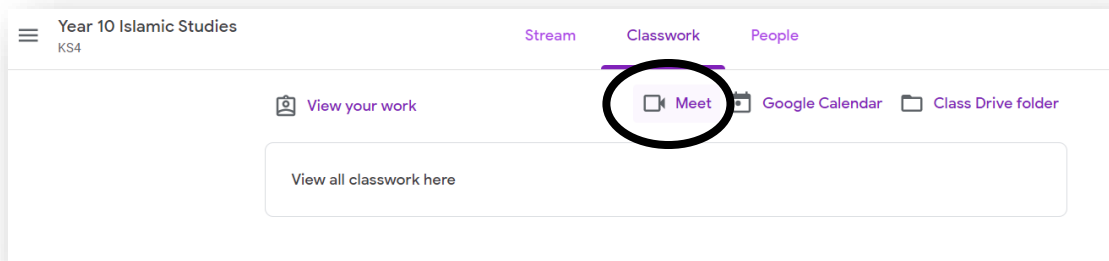 Year 10 Islamic Studies
KS4
Stream Classwork People
View your work Meet Google Calendar Class Drive folder
View all classwork here